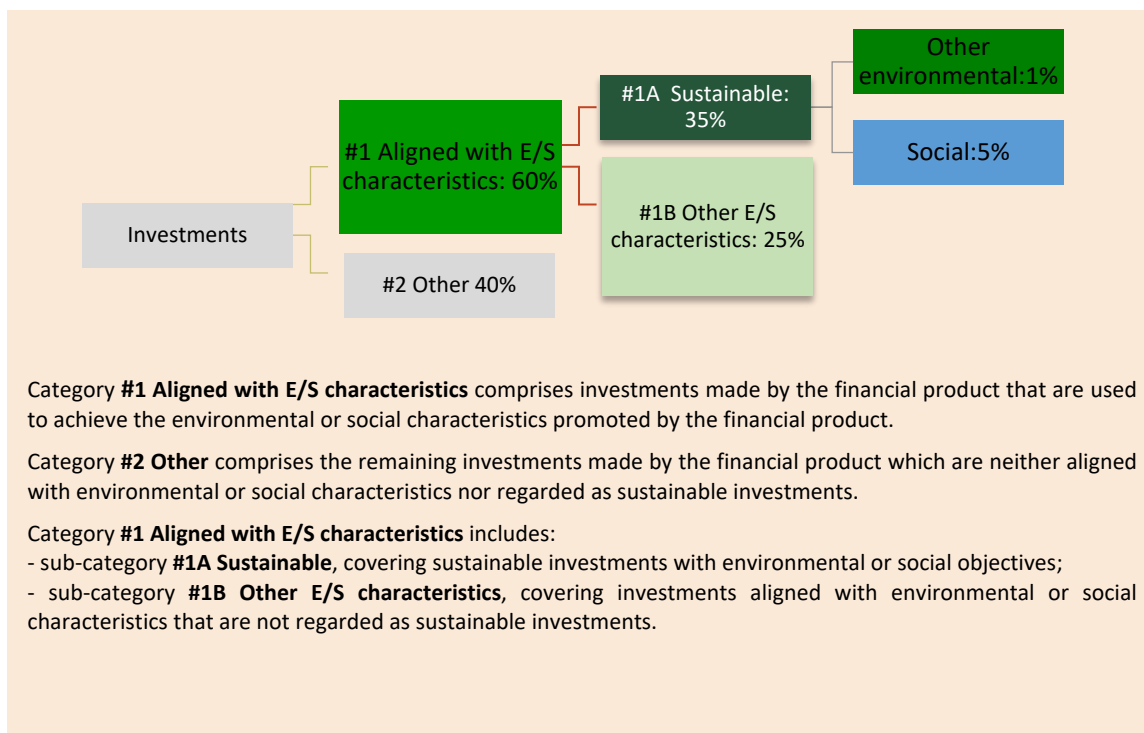 Other
environmental:1%
#1A Sustainable:
35%
#1 Aligned with E/S
characteristics: 60%
Social:5%
Investments
#1B Other E/S
characteristics: 25%
#2 Other 40%
Category #1 Aligned with E/S characteristics comprises investments made by the financial product that are used
to achieve the environmental or social characteristics promoted by the financial product.
Category #2 Other comprises the remaining investments made by the financial product which are neither aligned
with environmental or social characteristics nor regarded as sustainable investments.
Category #1 Aligned with E/S characteristics includes:
- sub-category #1A Sustainable, covering sustainable investments with environmental or social objectives;
- sub-category #1B Other E/S characteristics, covering investments aligned with environmental or social
characteristics that are not regarded as sustainable investments.